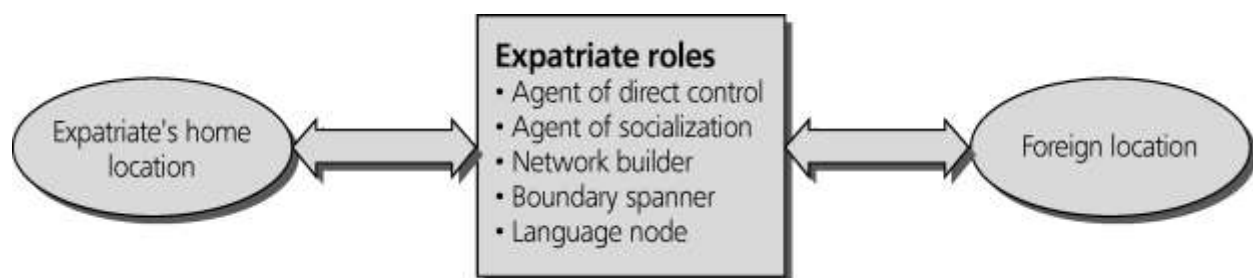 Expatriate's home
location
Expatriate roles
• Agent of direct control
• Agent of socialization
• Network builder
• Boundary spanner
• Language node
Foreign location